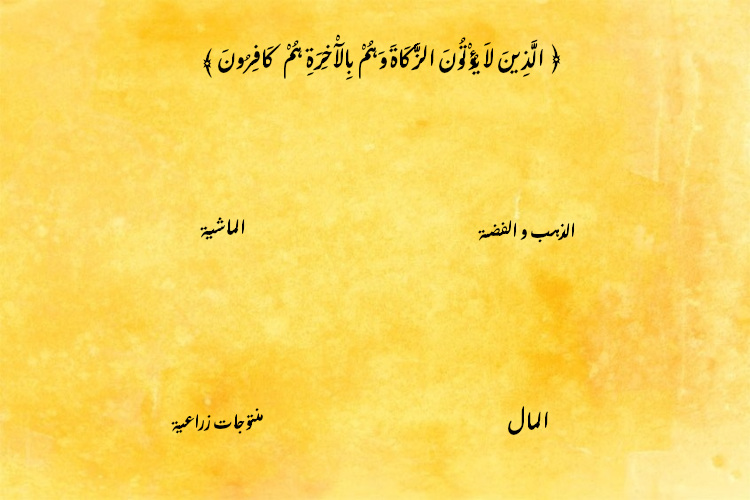 ﴿ الَّذِينَ لَا يُؤْتُونَ الزَّكَاةَ وَهُمْ بِالْآخِرَةِ هُمْ كَافِرُونَ ﴾
الذهب و الفضة
الماشية
المال
منتوجات زراعية